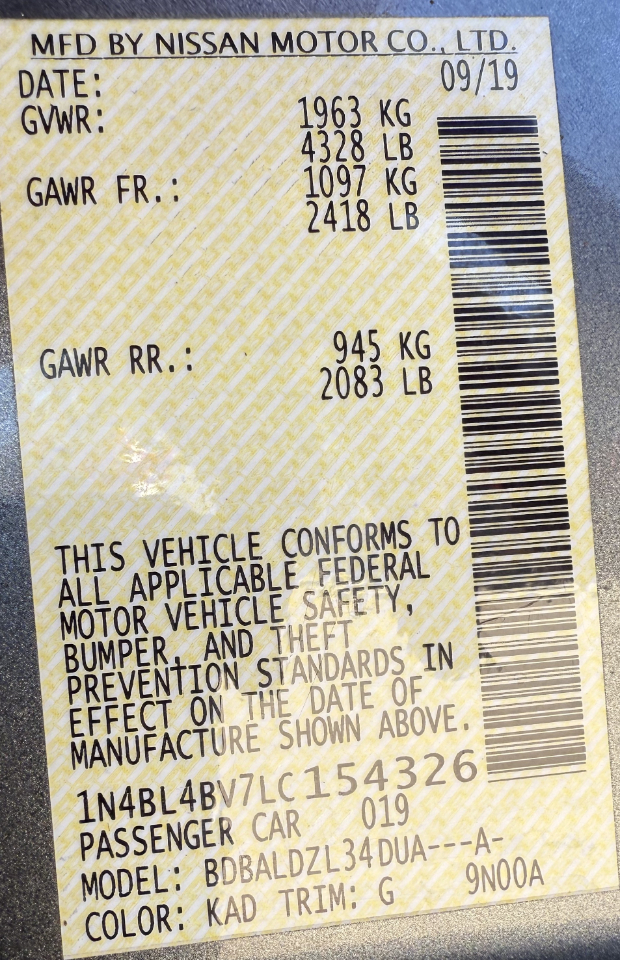 MFD BY NISSAN MOTOR CO., LTD.
DATE: 09/19
GVWR: 1963 KG
4328 LB
GAWR FR.: 1097 KG
2418 LB
GAWR RR.: 945 KG
2083 LB
THIS VEHICLE CONFORMS TO
ALL APPLICABLE FEDERAL
MOTOR VEHICLE SAFETY,
BUMPER, AND THEFT
PREVENTION STANDARDS IN
EFFECT ON THE DATE OF
MANUFACTURE SHOWN ABOVE.
1N4BL4BV7LC154326
PASSENGER CAR 019
MODEL: BDBALDZL34DUA---A-
COLOR: KAD TRIM: G 9N00A